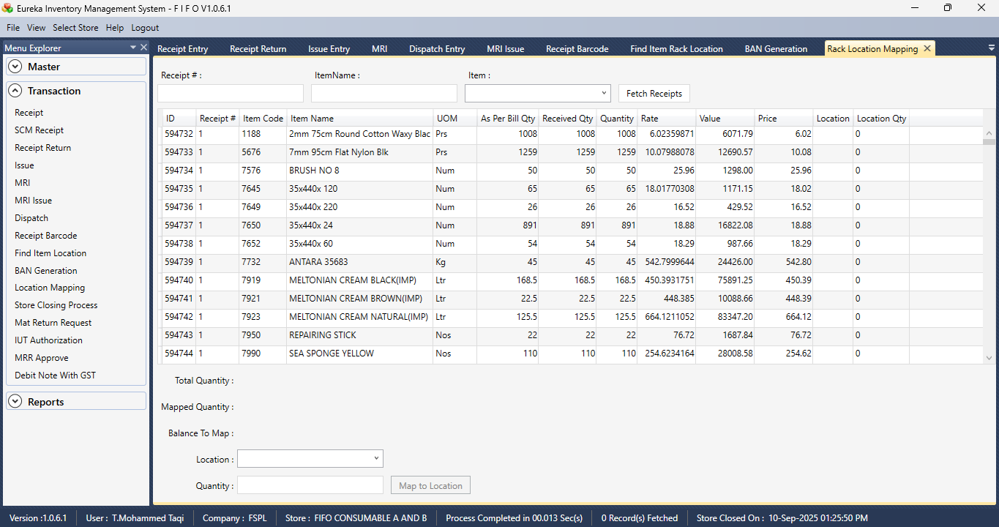 Eureka Inventory Management System - F I F O V1.0.6.1
File View Select Store Help Logout
Menu Explorer
Master
Transaction
Receipt
SCM Receipt
Receipt Return
Issue
MRI
MRI Issue
Dispatch
Receipt Barcode
Find Item Location
BAN Generation
Location Mapping
Store Closing Process
Mat Return Request
IUT Authorization
MRR Approve
Debit Note With GST
Reports
Receipt Entry Receipt Return Issue Entry MRI Dispatch Entry MRI Issue Receipt Barcode Find Item Rack Location BAN Generation Rack Location Mapping
Receipt # : ItemName : Item :
Fetch Receipts
ID Receipt # Item Code Item Name UOM As Per Bill Qty Received Qty Quantity Rate Value Price Location Location Qty
594732 1 1188 2mm 75cm Round Cotton Waxy Blac Prs 1008 1008 1008 6.02359871 6071.79 6.02 0
594733 1 5676 7mm 95cm Flat Nylon Blk Prs 1259 1259 1259 10.07988078 12690.57 10.08 0
594734 1 7576 BRUSH NO 8 Num 50 50 50 25.96 1298.00 25.96 0
594735 1 7645 35x440x 120 Num 65 65 65 18.01770308 1171.15 18.02 0
594736 1 7649 35x440x 220 Num 26 26 26 16.52 429.52 16.52 0
594737 1 7650 35x440x 24 Num 891 891 891 18.88 16822.08 18.88 0
594738 1 7652 35x440x 60 Num 54 54 54 18.29 987.66 18.29 0
594739 1 7732 ANTARA 35683 Kg 45 45 45 542.7999644 24426.00 542.80 0
594740 1 7919 MELTONIAN CREAM BLACK(IMP) Ltr 168.5 168.5 168.5 450.3931751 75891.25 450.39 0
594741 1 7921 MELTONIAN CREAM BROWN(IMP) Ltr 22.5 22.5 22.5 448.385 10088.66 448.39 0
594742 1 7923 MELTONIAN CREAM NATURAL(IMP) Ltr 125.5 125.5 125.5 664.1211052 83347.20 664.12 0
594743 1 7950 REPAIRING STICK Nos 22 22 22 76.72 1687.84 76.72 0
594744 1 7990 SEA SPONGE YELLOW Nos 110 110 110 254.6234164 28008.58 254.62 0
Total Quantity :
Mapped Quantity :
Balance To Map :
Location :
Quantity : Map to Location
Version :1.0.6.1 User : T.Mohammed Taqi Company : FSPL Store : FIFO CONSUMABLE A AND B Process Completed in 00.013 Sec(s) 0 Record(s) Fetched Store Closed On : 10-Sep-2025 01:25:50 PM